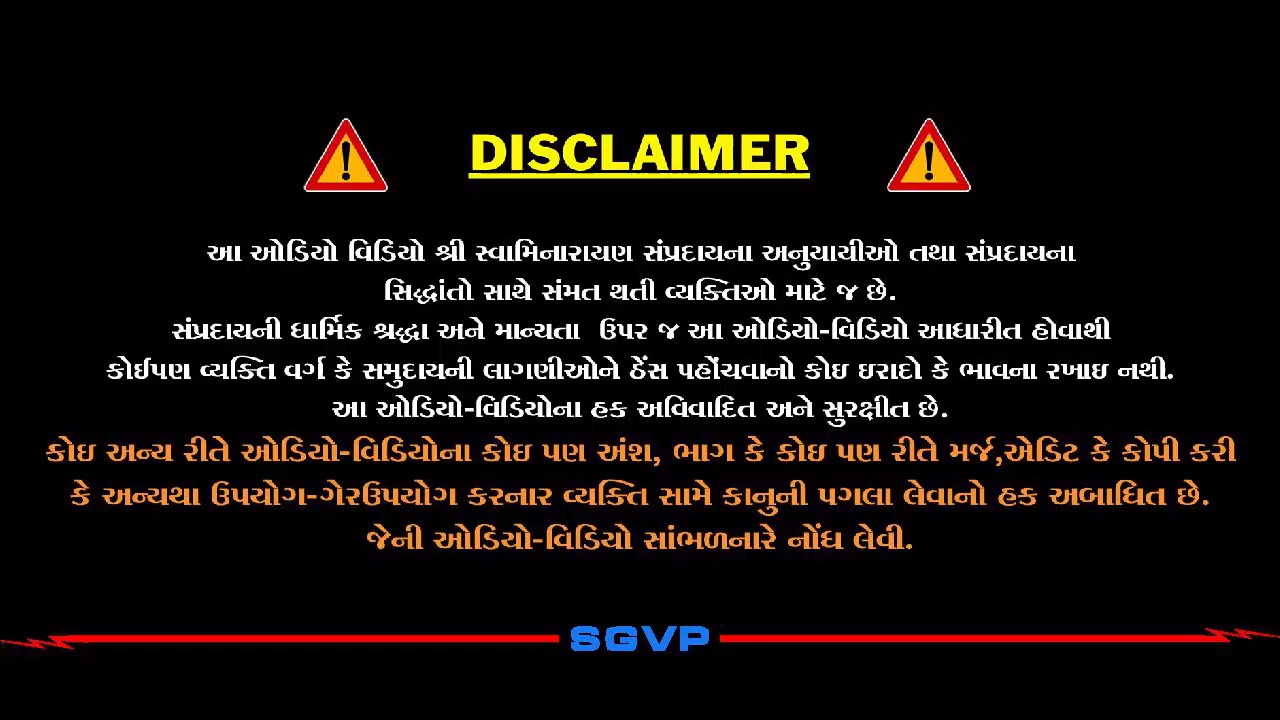 DISCLAIMER
આ ઓડિયો વિડિયો શ્રી સ્વામિનારાયણ સંપ્રદાયના અનુયાયીઓ તથા સંપ્રદાયના
સિદ્ધાંતો સાથે સંમત થતી વ્યક્તિઓ માટે જ છે.
સંપ્રદાયની ધાર્મિક શ્રદ્ધા અને માન્યતા ઉપર જ આ ઓડિયો-વિડિયો આધારીત હોવાથી
કોઈપણ વ્યક્તિ વર્ગ કે સમુદાયની લાગણીઓને ઠેંસ પહોંચવાનો કોઇ ઇરાદો કે ભાવના રખાઇ નથી.
આ ઓડિયો-વિડિયોના હક અવિવાદિત અને સુરક્ષીત છે.
કોઇ અન્ય રીતે ઓડિયો-વિડિયોના કોઇ પણ અંશ, ભાગ કે કોઇ પણ રીતે મર્જ,એડિટ કે કોપી કરી
કે અન્યથા ઉપયોગ-ગેરઉપયોગ કરનાર વ્યક્તિ સામે કાનુની પગલા લેવાનો હક અબાધિત છે.
જેની ઓડિયો-વિડિયો સાંભળનારે નોંધ લેવી.
SGVP